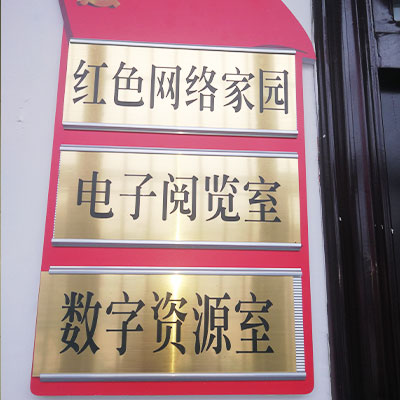 红色网络家园
电子阅览室
数字资源室